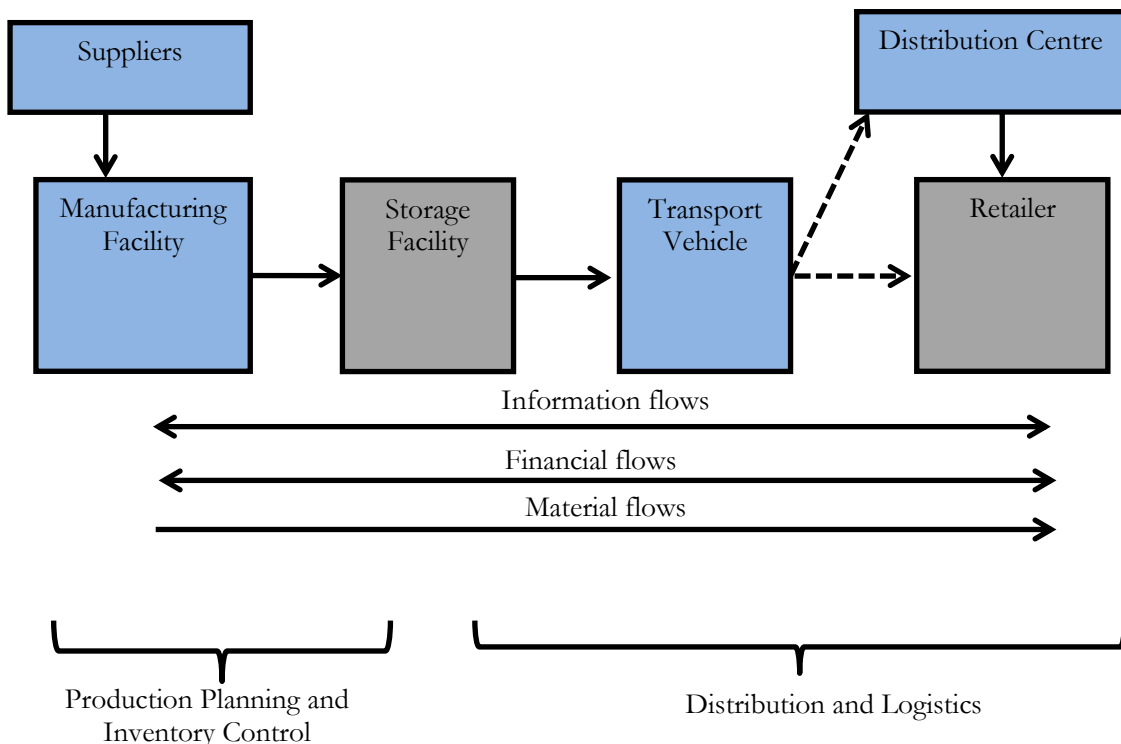 Suppliers
Distribution Centre
Manufacturing
Facility
Storage
Facility
Transport
Vehicle
Retailer
Information flows
Financial flows
Material flows
Production Planning and
Inventory Control
Distribution and Logistics